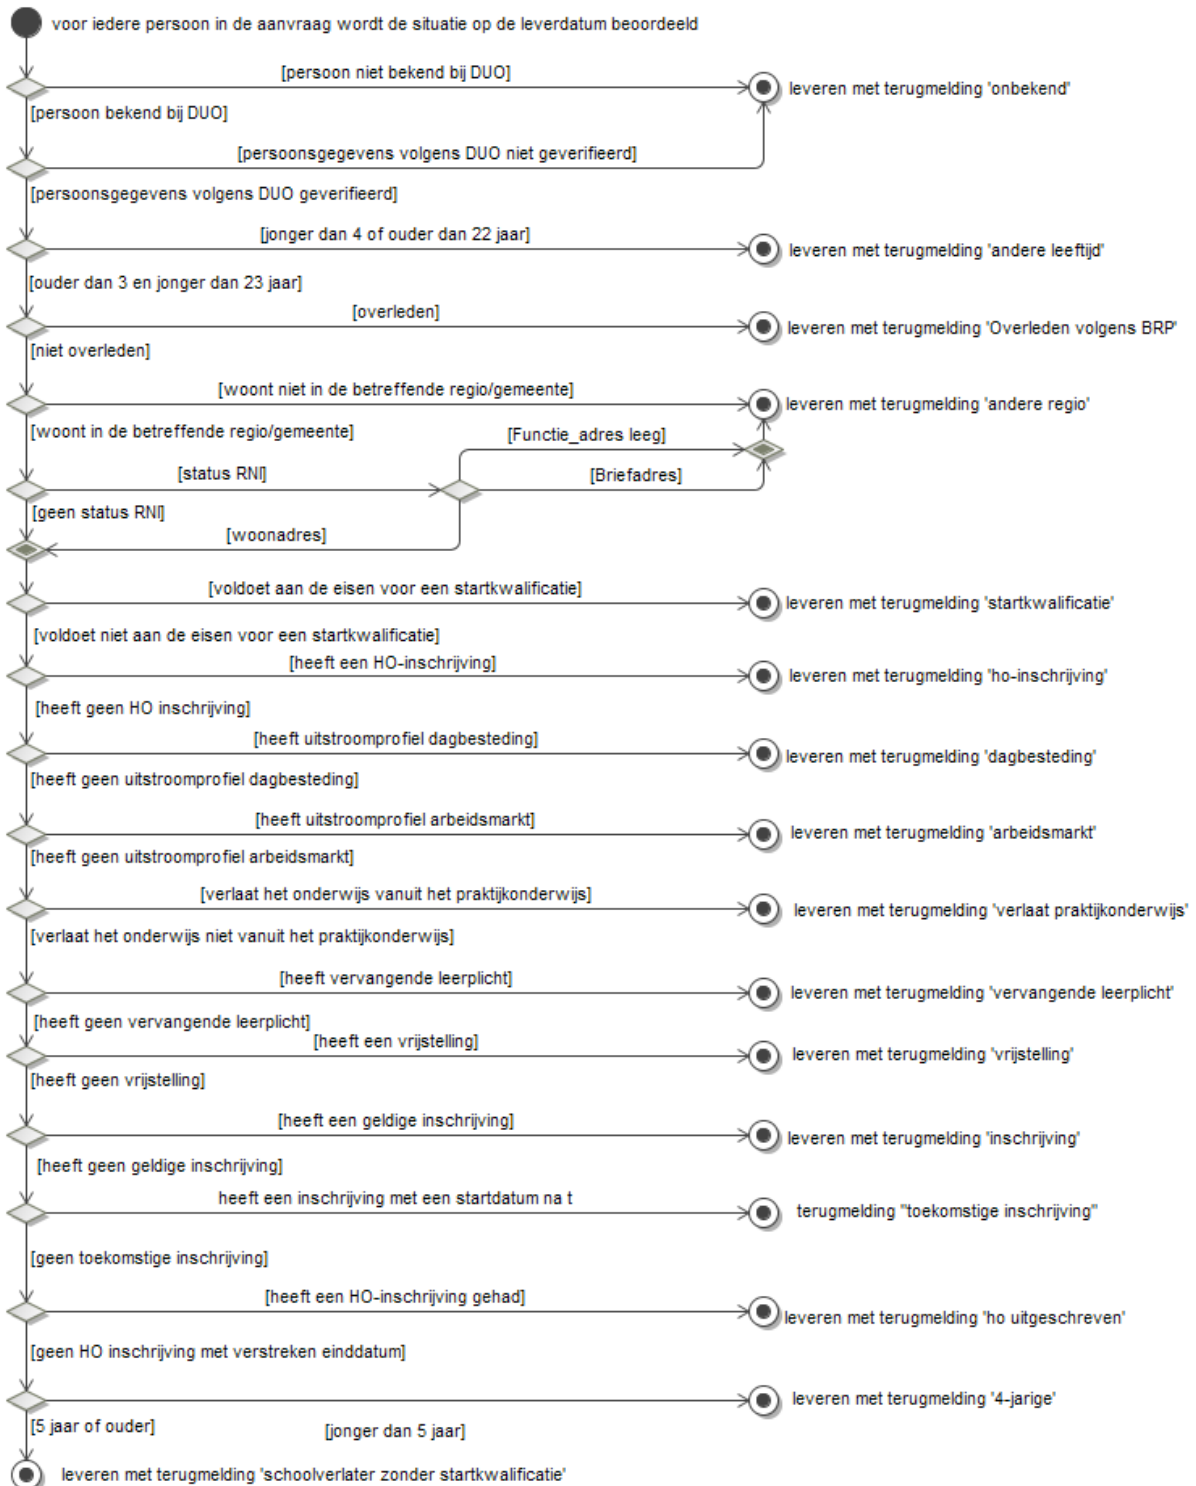 voor iedere persoon in de aanvraag wordt de situatie op de leverdatum beoordeeld
[persoon niet bekend bij DUO]
leveren met terugmelding 'onbekend'
[persoon bekend bij DUO]
[persoonsgegevens volgens DUO niet geverifieerd]
[persoonsgegevens volgens DUO geverifieerd]
[jonger dan 4 of ouder dan 22 jaar]
leveren met terugmelding 'andere leeftijd'
[ouder dan 3 en jonger dan 23 jaar]
[overleden]
leveren met terugmelding 'Overleden volgens BRP'
[niet overleden]
[woont niet in de betreffende regio/gemeente]
leveren met terugmelding 'andere regio'
[woont in de betreffende regio/gemeente]
[Functie_adres leeg]
[status RNI]
[Briefadres]
[geen status RNI]
[woonadres]
[voldoet aan de eisen voor een startkwalificatie]
leveren met terugmelding 'startkwalificatie'
[voldoet niet aan de eisen voor een startkwalificatie]
[heeft een HO-inschrijving]
leveren met terugmelding 'ho-inschrijving'
[heeft geen HO inschrijving]
[heeft uitstroomprofiel dagbesteding]
leveren met terugmelding 'dagbesteding'
[heeft geen uitstroomprofiel dagbesteding]
[heeft uitstroomprofiel arbeidsmarkt]
leveren met terugmelding 'arbeidsmarkt'
[heeft geen uitstroomprofiel arbeidsmarkt]
[verlaat het onderwijs vanuit het praktijkonderwijs]
leveren met terugmelding 'verlaat praktijkonderwijs'
[verlaat het onderwijs niet vanuit het praktijkonderwijs]
[heeft vervangende leerplicht]
leveren met terugmelding 'vervangende leerplicht'
[heeft geen vervangende leerplicht]
[heeft een vrijstelling]
leveren met terugmelding 'vrijstelling'
[heeft geen vrijstelling]
[heeft een geldige inschrijving]
leveren met terugmelding 'inschrijving'
[heeft geen geldige inschrijving]
heeft een inschrijving met een startdatum na t
terugmelding "toekomstige inschrijving"
[geen toekomstige inschrijving]
[heeft een HO-inschrijving gehad]
leveren met terugmelding 'ho uitgeschreven'
[geen HO inschrijving met verstreken einddatum]
leveren met terugmelding '4-jarige'
[5 jaar of ouder]
[jonger dan 5 jaar]
leveren met terugmelding 'schoolverlater zonder startkwalificatie'